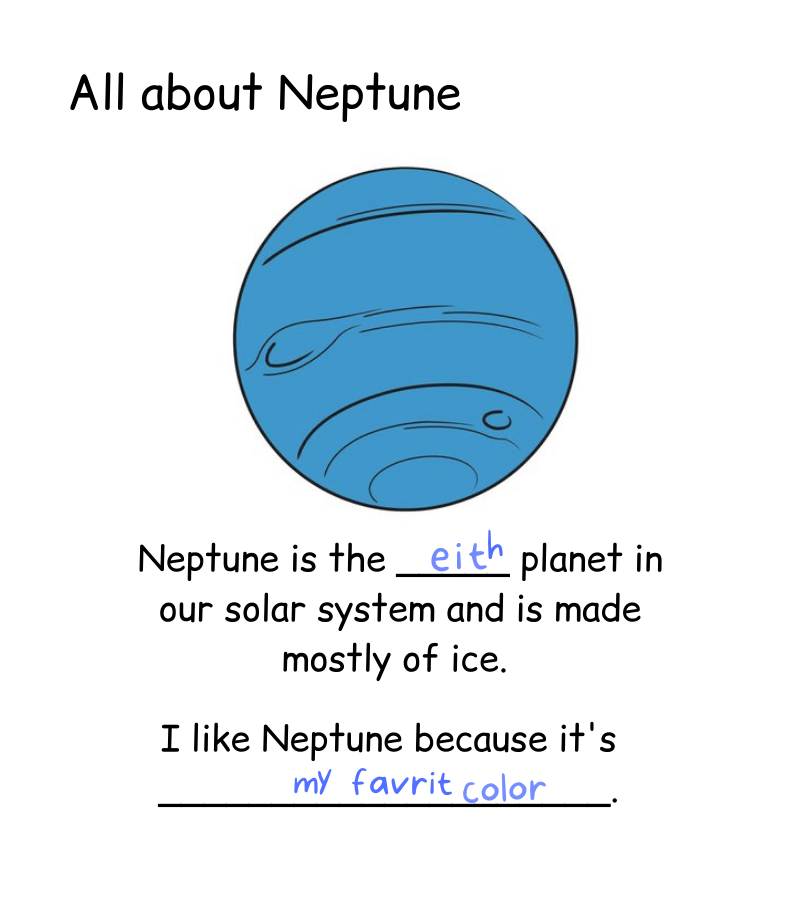 All about Neptune
Neptune is the eith planet in
our solar system and is made
mostly of ice.
I like Neptune because it's
my favrit color.